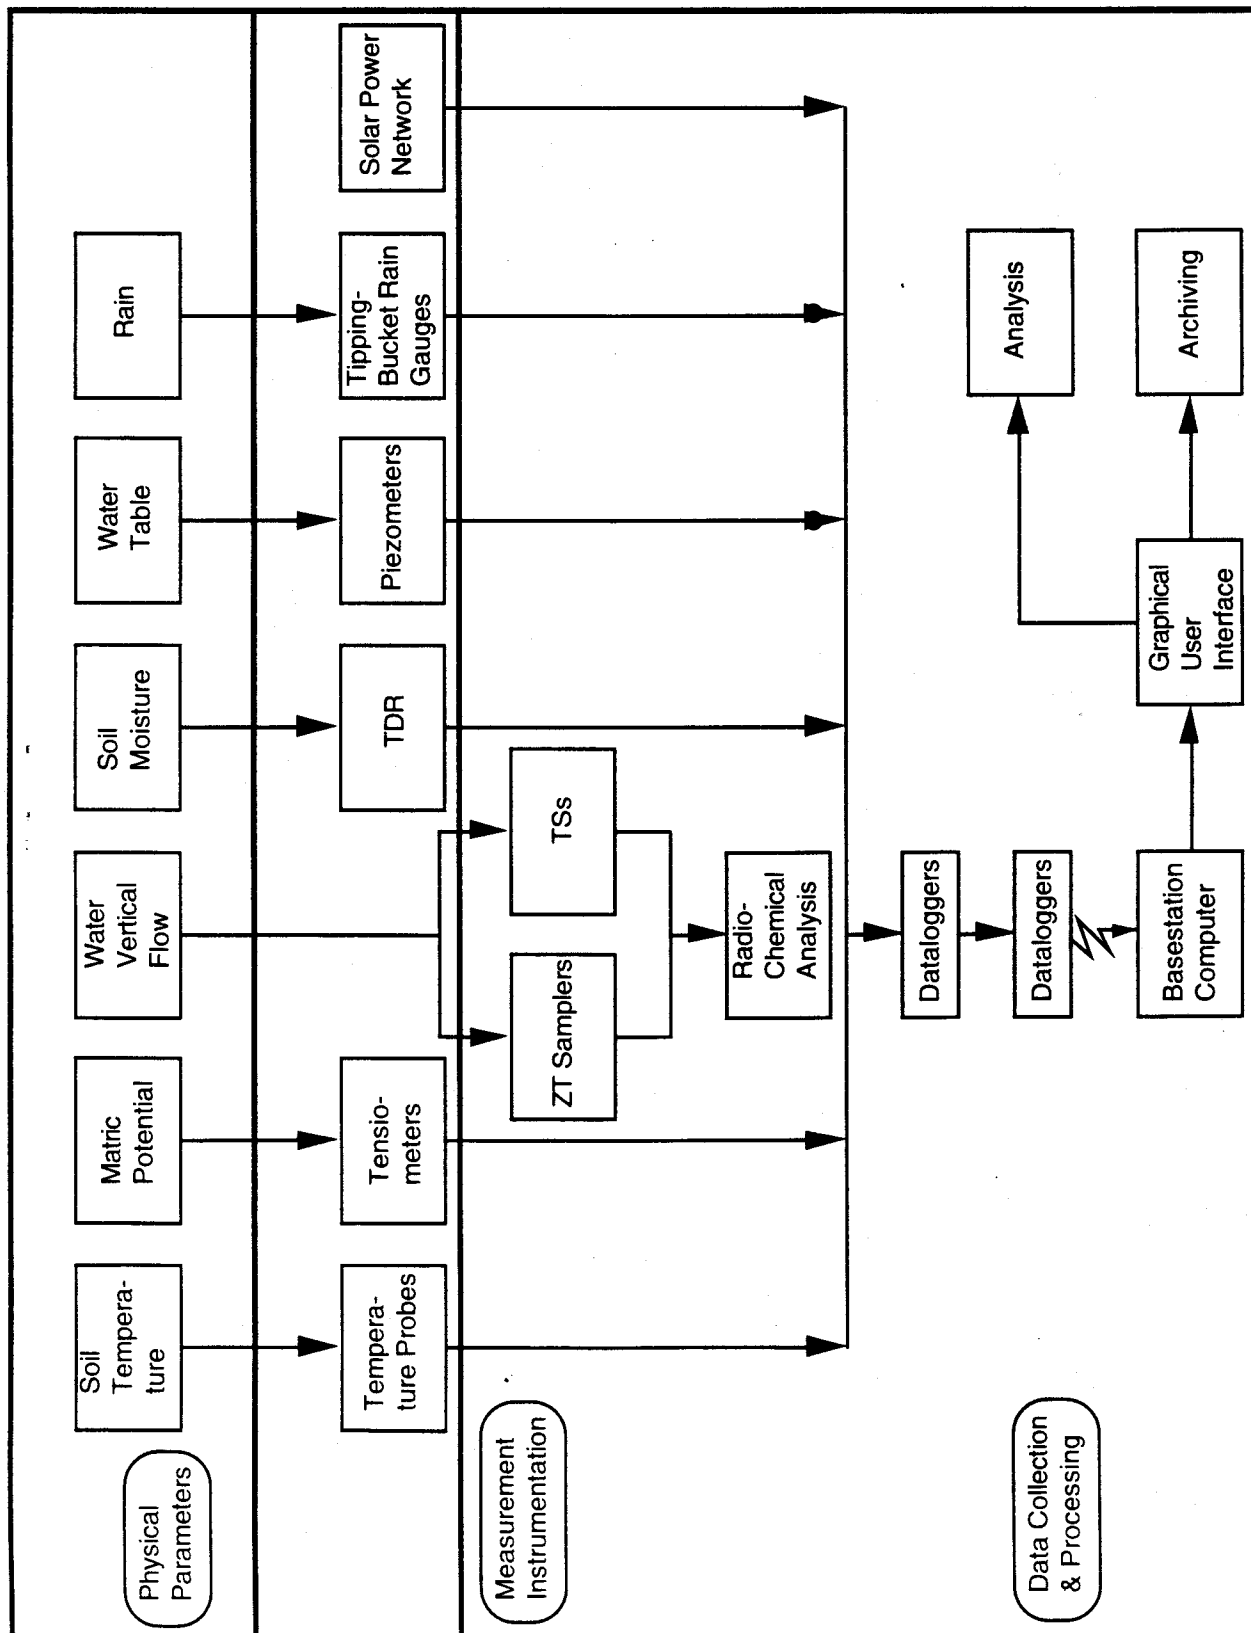 Physical
Parameters
Soil
Tempera-
ture
Matric
Potential
Water
Vertical
Flow
Soil
Moisture
Water
Table
Rain
Tempera-
ture Probes
Tensio-
meters
TDR
Piezometers
Tipping-
Bucket Rain
Gauges
Solar Power
Network
Measurement
Instrumentation
ZT Samplers
TSs
Radio-
Chemical
Analysis
Data Collection
& Processing
Dataloggers
Dataloggers
Basestation
Computer
Graphical
User
Interface
Analysis
Archiving